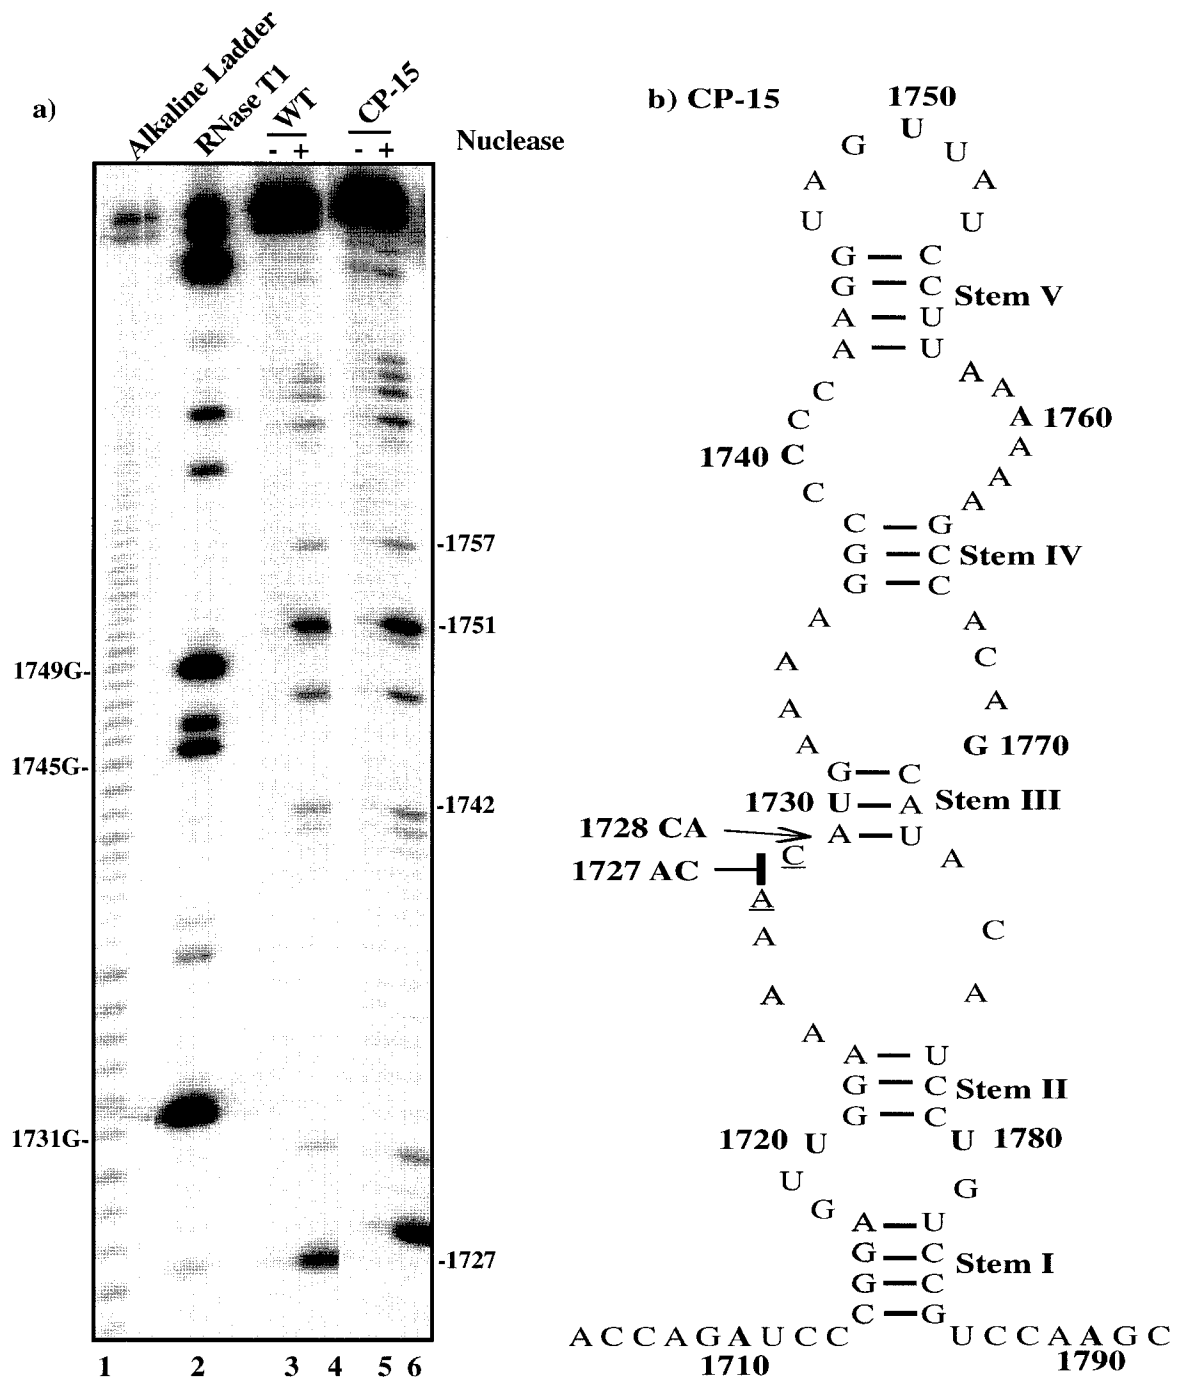 a)
Alkaline Ladder
RNase T1
WT
CP-15
- +
- +
Nuclease
-1757
-1751
1749G-
1745G-
-1742
1731G-
-1727
1 2 3 4 5 6
b) CP-15
1750
U
G U
A A
U U
G C
G C Stem V
A U
A U
C A
A
C A 1760
1740 C A
C A
A
C G
G C Stem IV
G C
A A
A C
A A
A G 1770
G C
1730 U A Stem III
1728 CA A U
C A
1727 AC
A
A C
A A
A
A U
G C Stem II
G C
1720 U U 1780
U G
G
A U
G C Stem I
G C
C G
A C C A G A U C C U C C A A G C
1710 1790